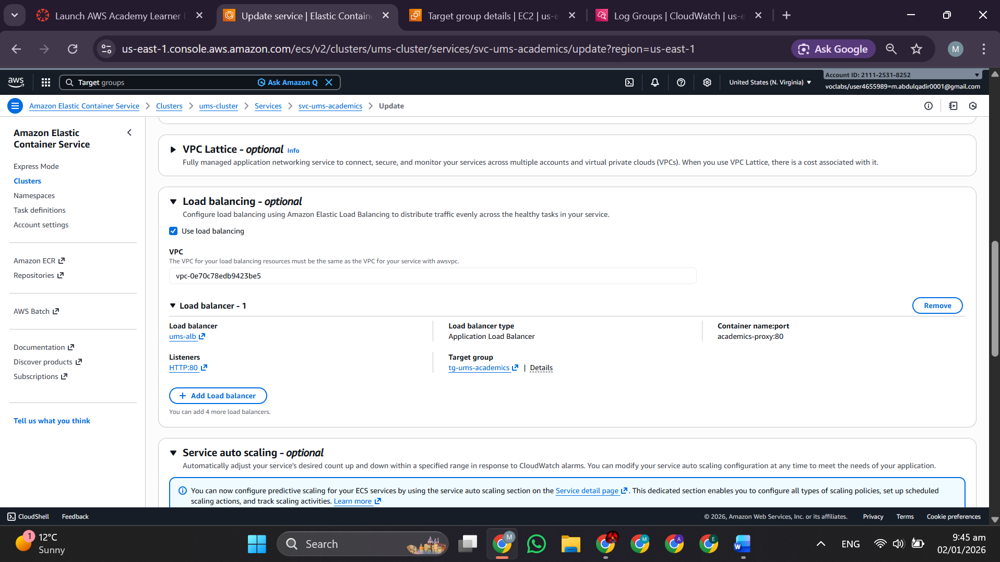 Launch AWS Academy Learner L
Update service | Elastic Containe
Target group details | EC2 | us-e
Log Groups | CloudWatch | us-e
us-east-1.console.aws.amazon.com/ecs/v2/clusters/ums-cluster/services/svc-ums-academics/update?region=us-east-1
Ask Google
M
aws
Target groups
Ask Amazon Q
United States (N. Virginia)
Account ID: 2111-2531-8252
voclabs/user4655989=m.abdulqadir0001@gmail.com
Amazon Elastic Container Service
Clusters
ums-cluster
Services
svc-ums-academics
Update
Amazon Elastic
Container Service
Express Mode
Clusters
Namespaces
Task definitions
Account settings
Amazon ECR
Repositories
AWS Batch
Documentation
Discover products
Subscriptions
Tell us what you think
VPC Lattice - optional Info
Fully managed application networking service to connect, secure, and monitor your services across multiple accounts and virtual private clouds (VPCs). When you use VPC Lattice, there is a cost associated with it.
Load balancing - optional
Configure load balancing using Amazon Elastic Load Balancing to distribute traffic evenly across the healthy tasks in your service.
Use load balancing
VPC
The VPC for your load balancing resources must be the same as the VPC for your service with awsvpc.
vpc-0e70c78edb9423be5
Load balancer - 1
Remove
Load balancer
ums-alb
Load balancer type
Application Load Balancer
Container name:port
academics-proxy:80
Listeners
HTTP:80
Target group
tg-ums-academics | Details
Add Load balancer
You can add 4 more load balancers.
Service auto scaling - optional
Automatically adjust your service's desired count up and down within a specified range in response to CloudWatch alarms. You can modify your service auto scaling configuration at any time to meet the needs of your application.
You can now configure predictive scaling for your ECS services by using the service auto scaling section on the Service detail page. This dedicated section enables you to configure all types of scaling policies, set up scheduled
scaling actions, and track scaling activities. Learn more
CloudShell
Feedback
© 2026, Amazon Web Services, Inc. or its affiliates.
Privacy
Terms
Cookie preferences
1
12°C
Sunny
Search
M
M
A
E
W
ENG
9:45 am
02/01/2026